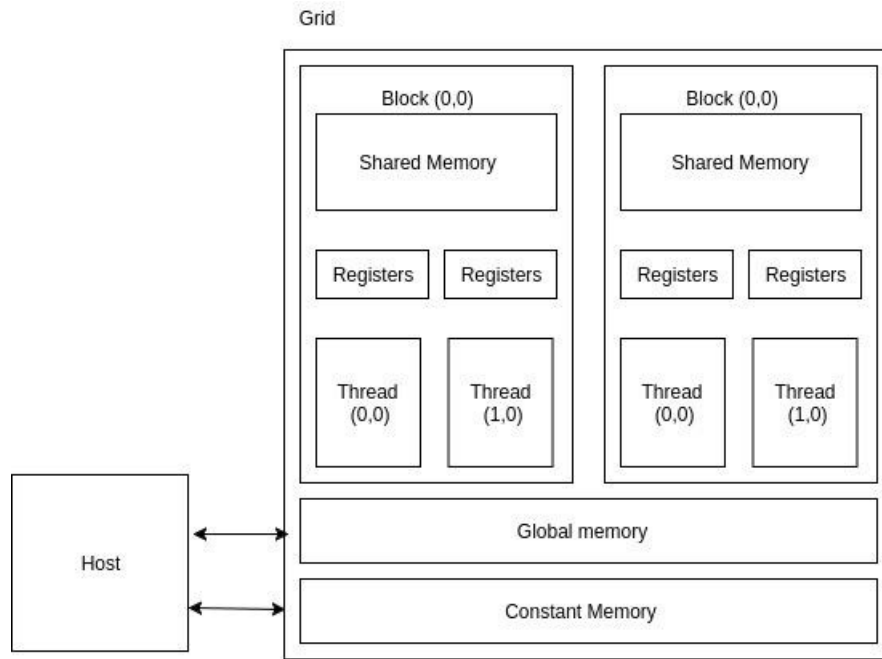 Grid
Block (0,0)
Shared Memory
Registers
Registers
Thread
(0,0)
Thread
(1,0)
Block (0,0)
Shared Memory
Registers
Registers
Thread
(0,0)
Thread
(1,0)
Host
Global memory
Constant Memory